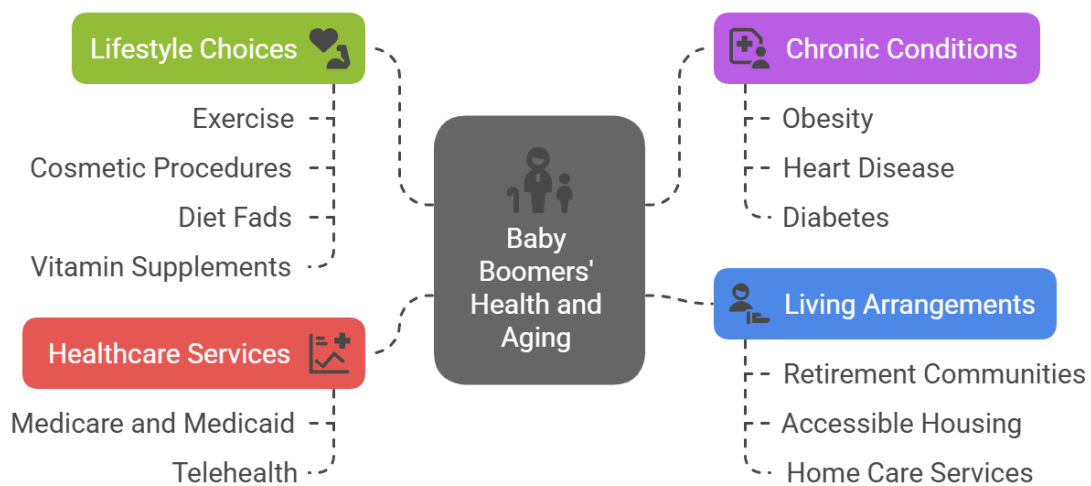 Lifestyle Choices
Exercise
Cosmetic Procedures
Diet Fads
Vitamin Supplements
Healthcare Services
Medicare and Medicaid
Telehealth
Baby
Boomers'
Health and
Aging
Chronic Conditions
Obesity
Heart Disease
Diabetes
Living Arrangements
Retirement Communities
Accessible Housing
Home Care Services